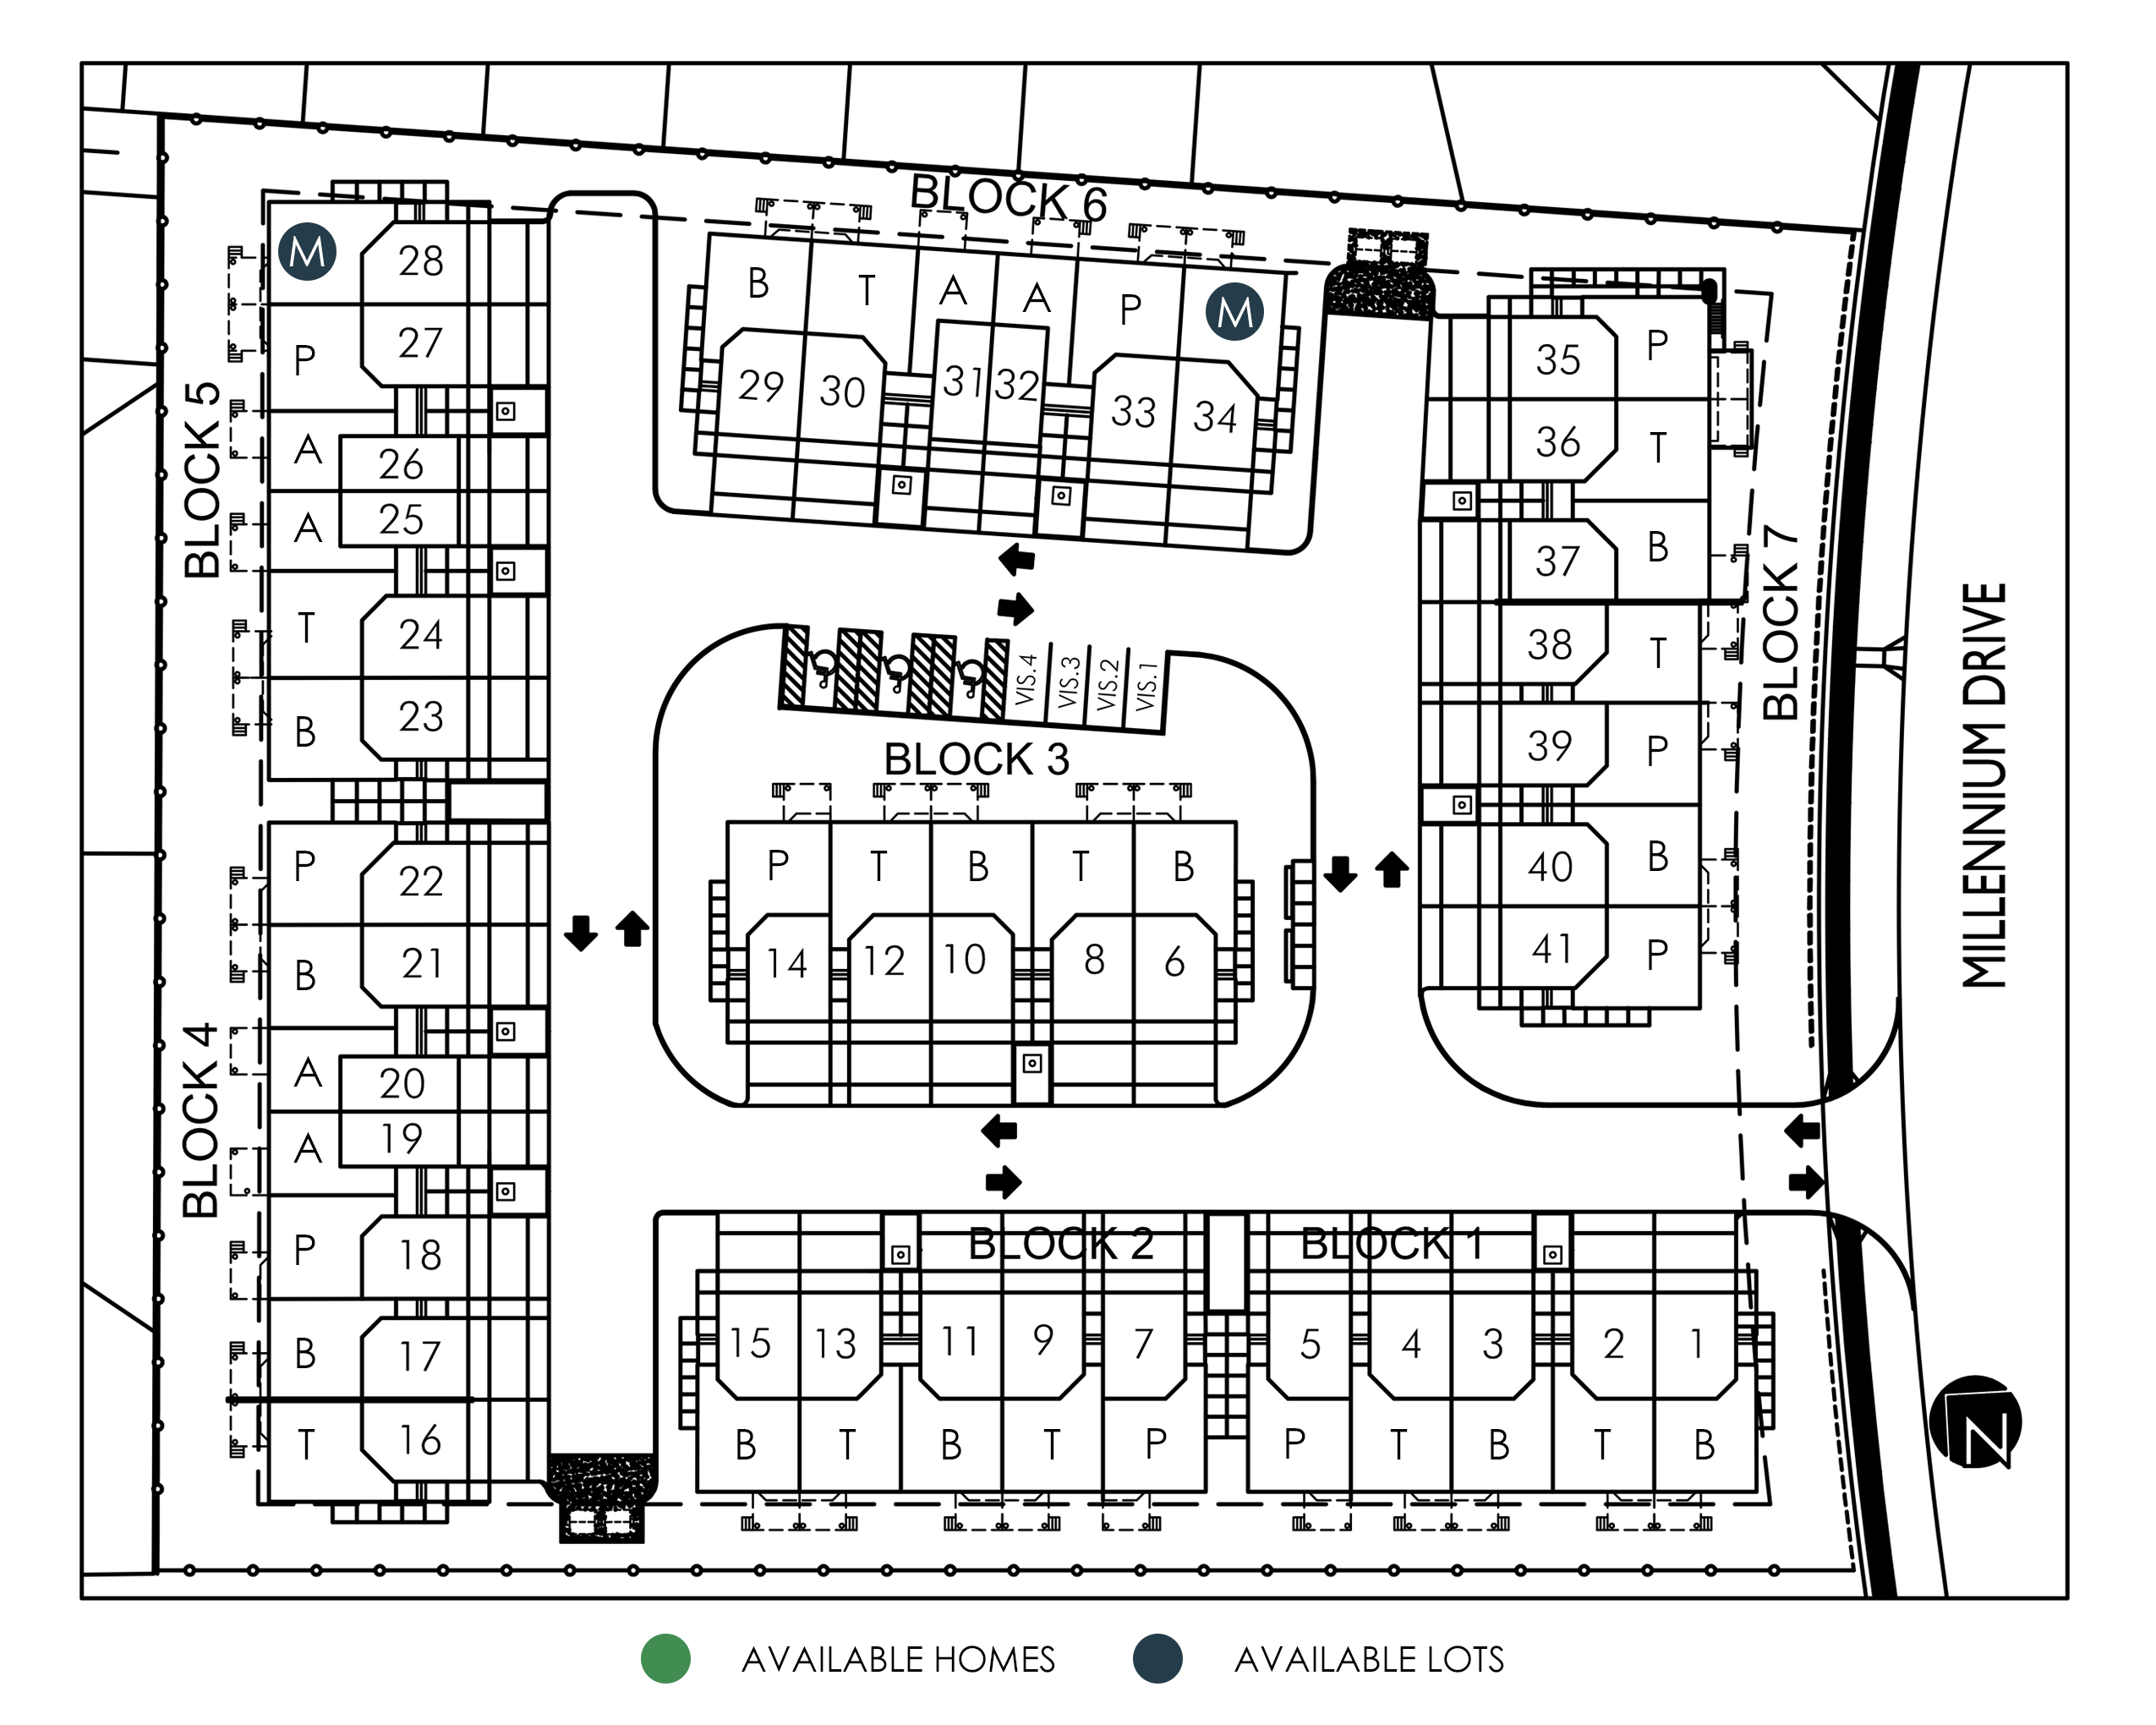 BLOCK 6
BLOCK 5
M
28
P
27
A
26
A
25
T
24
B
23
B
T
A
A
P
M
29
30
31
32
33
34
35
P
36
T
37
B
38
T
39
P
40
B
41
P
BLOCK 7
MILLENNIUM DRIVE
VIS.4
VIS.3
VIS.2
VIS.1
BLOCK 3
P
T
B
T
B
14
12
10
8
6
BLOCK 4
P
22
B
21
A
20
A
19
P
18
B
17
T
16
BLOCK 2
BLOCK 1
15
13
11
9
7
5
4
3
2
1
B
T
B
T
P
P
T
B
T
B
N
AVAILABLE HOMES
AVAILABLE LOTS